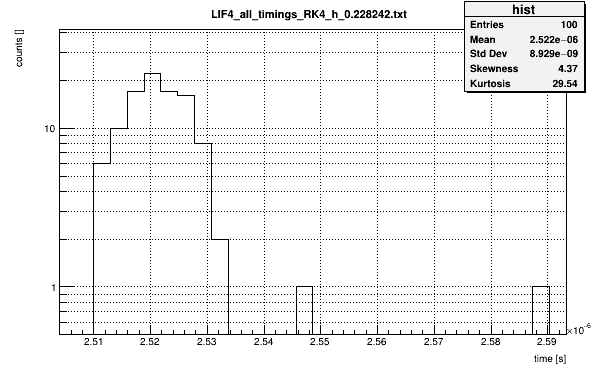 LIF4_all_timings_RK4_h_0.228242.txt
hist
Entries 100
Mean 2.522e−06
Std Dev 8.929e−09
Skewness 4.37
Kurtosis 29.54
counts []
10
1
2.51 2.52 2.53 2.54 2.55 2.56 2.57 2.58 2.59
×10⁻⁶
time [s]